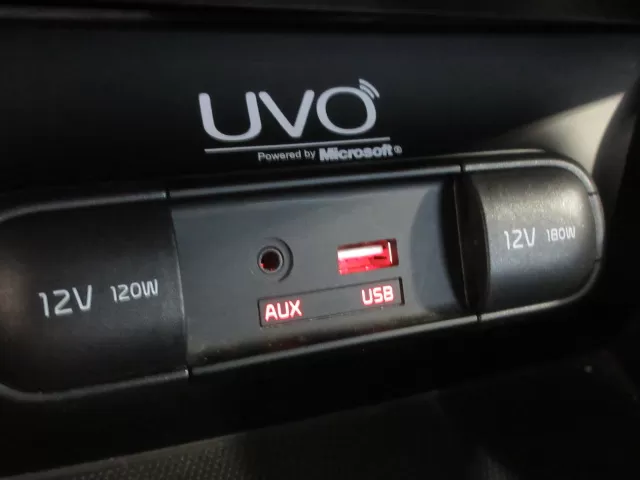 UVO
Powered by Microsoft®
12V 120W
AUX USB
12V 180W